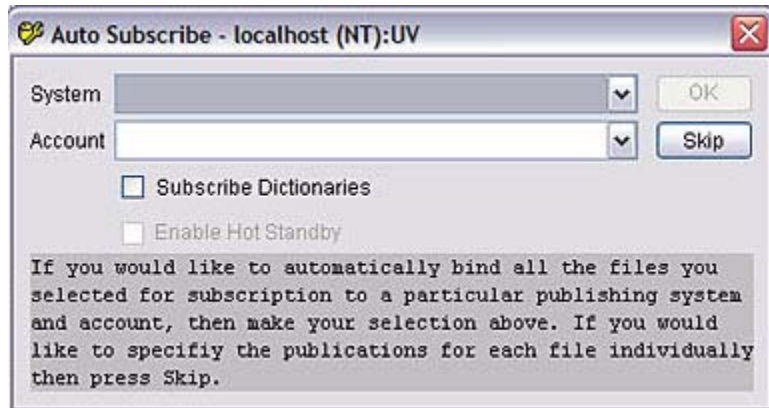 Auto Subscribe - localhost (NT):UV
System
OK
Account
Skip
Subscribe Dictionaries
Enable Hot Standby
If you would like to automatically bind all the files you
selected for subscription to a particular publishing system
and account, then make your selection above. If you would
like to specifiy the publications for each file individually
then press Skip.